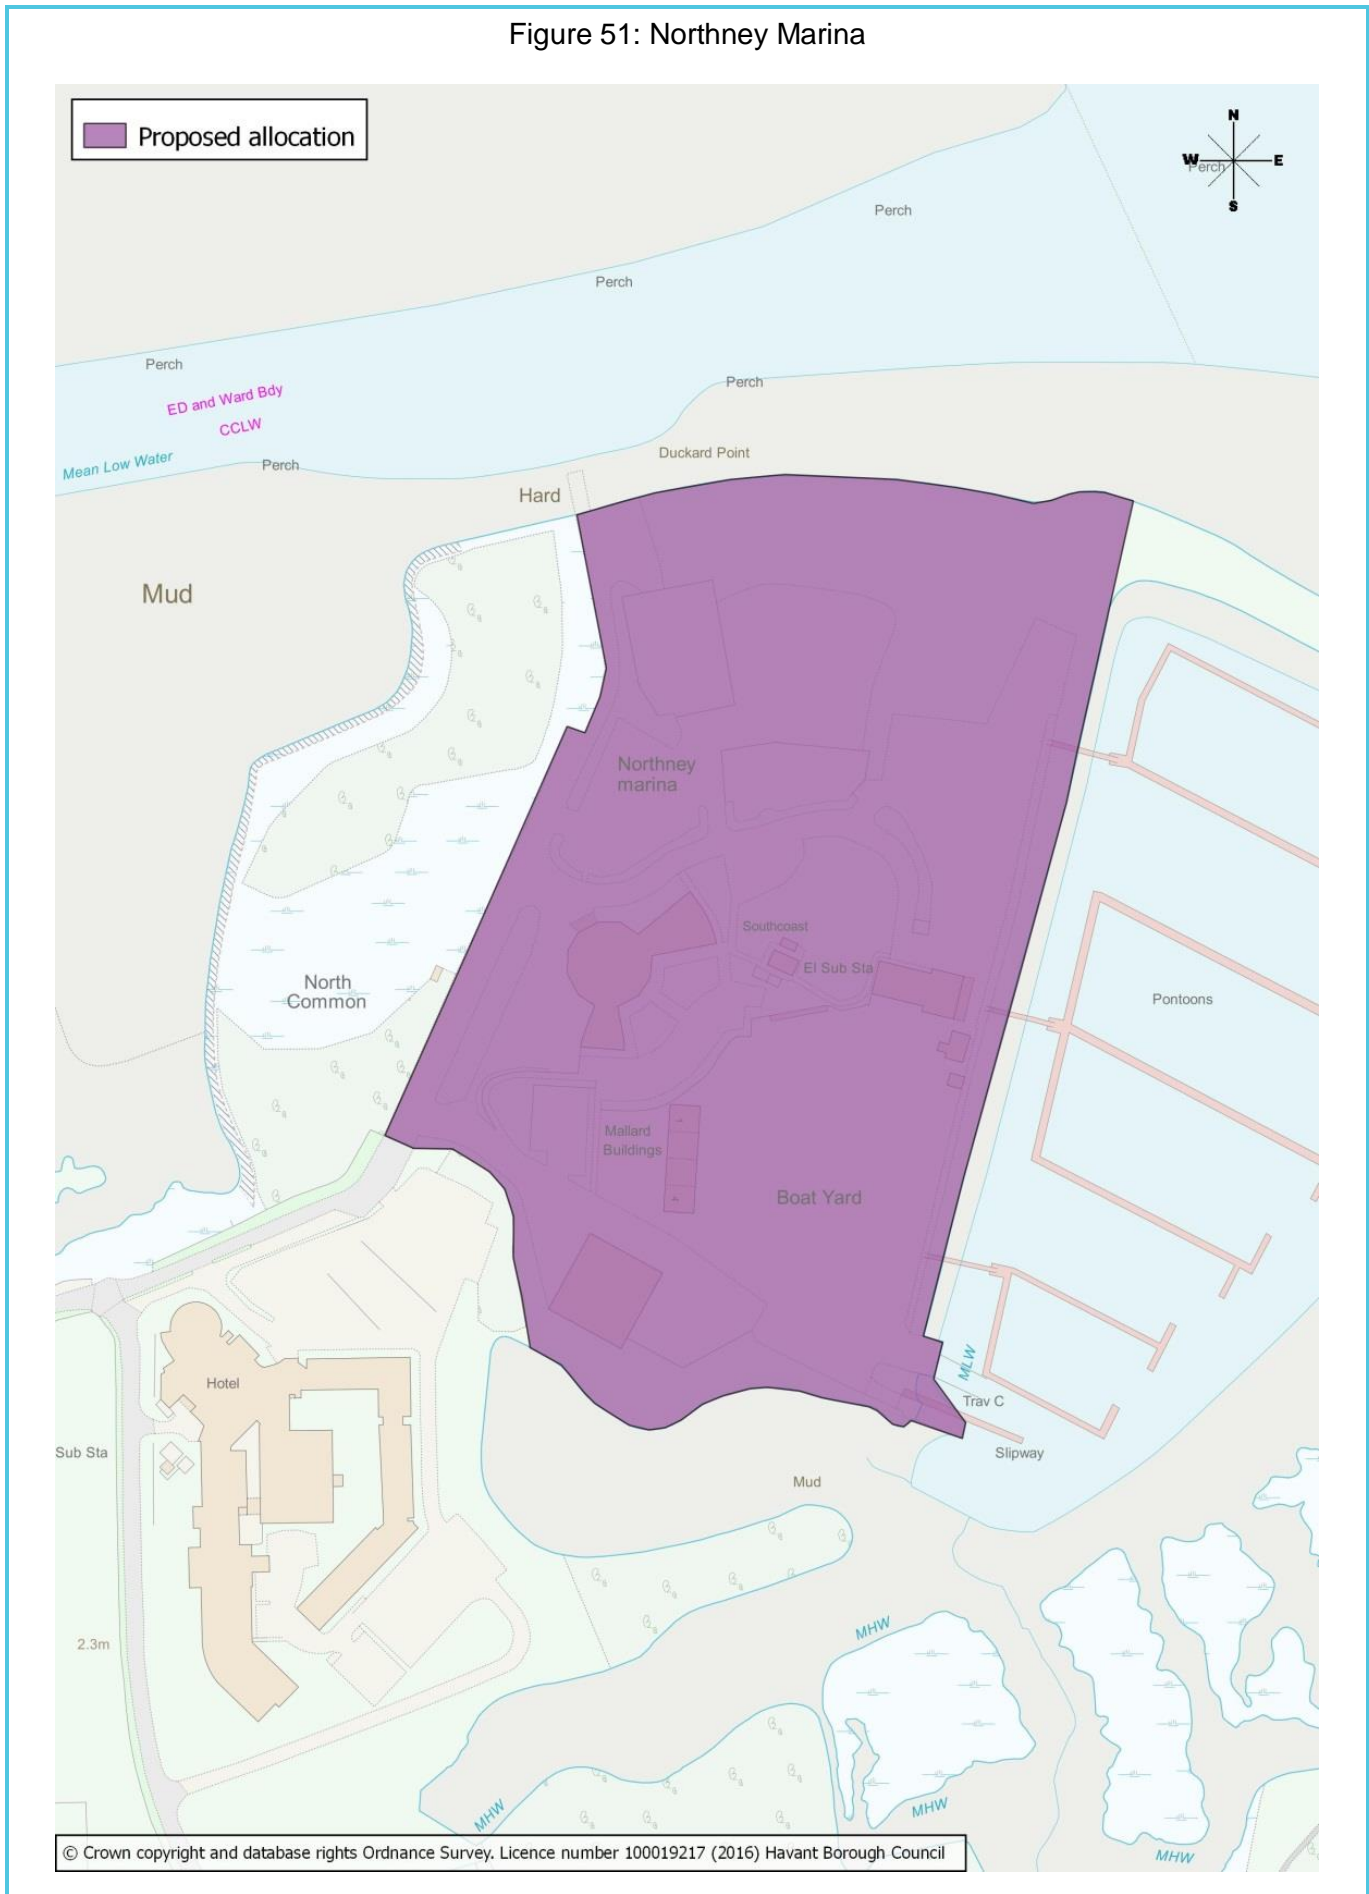 Figure 51: Northney Marina
Proposed allocation
N
W
E
S
Perch
Perch
Perch
Perch
ED and Ward Bdy
CCLW
Perch
Mean Low Water
Perch
Duckard Point
Hard
Mud
Northney
marina
Southcoast
El Sub Sta
North
Common
Pontoons
1
Mallard
Buildings
4
Boat Yard
MLW
Hotel
Trav C
Sub Sta
Slipway
Mud
MHW
2.3m
MHW
MHW
MHW
© Crown copyright and database rights Ordnance Survey. Licence number 100019217 (2016) Havant Borough Council